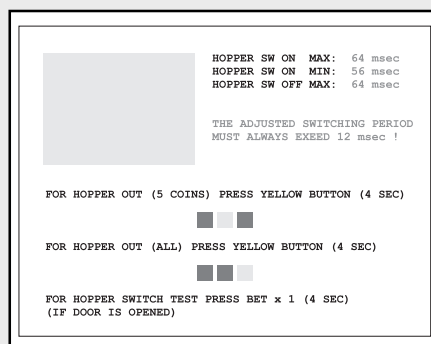 HOPPER SW ON MAX: 64 msec
HOPPER SW ON MIN: 56 msec
HOPPER SW OFF MAX: 64 msec
THE ADJUSTED SWITCHING PERIOD
MUST ALWAYS EXEED 12 msec !
FOR HOPPER OUT (5 COINS) PRESS YELLOW BUTTON (4 SEC)
FOR HOPPER OUT (ALL) PRESS YELLOW BUTTON (4 SEC)
FOR HOPPER SWITCH TEST PRESS BET x 1 (4 SEC)
(IF DOOR IS OPENED)